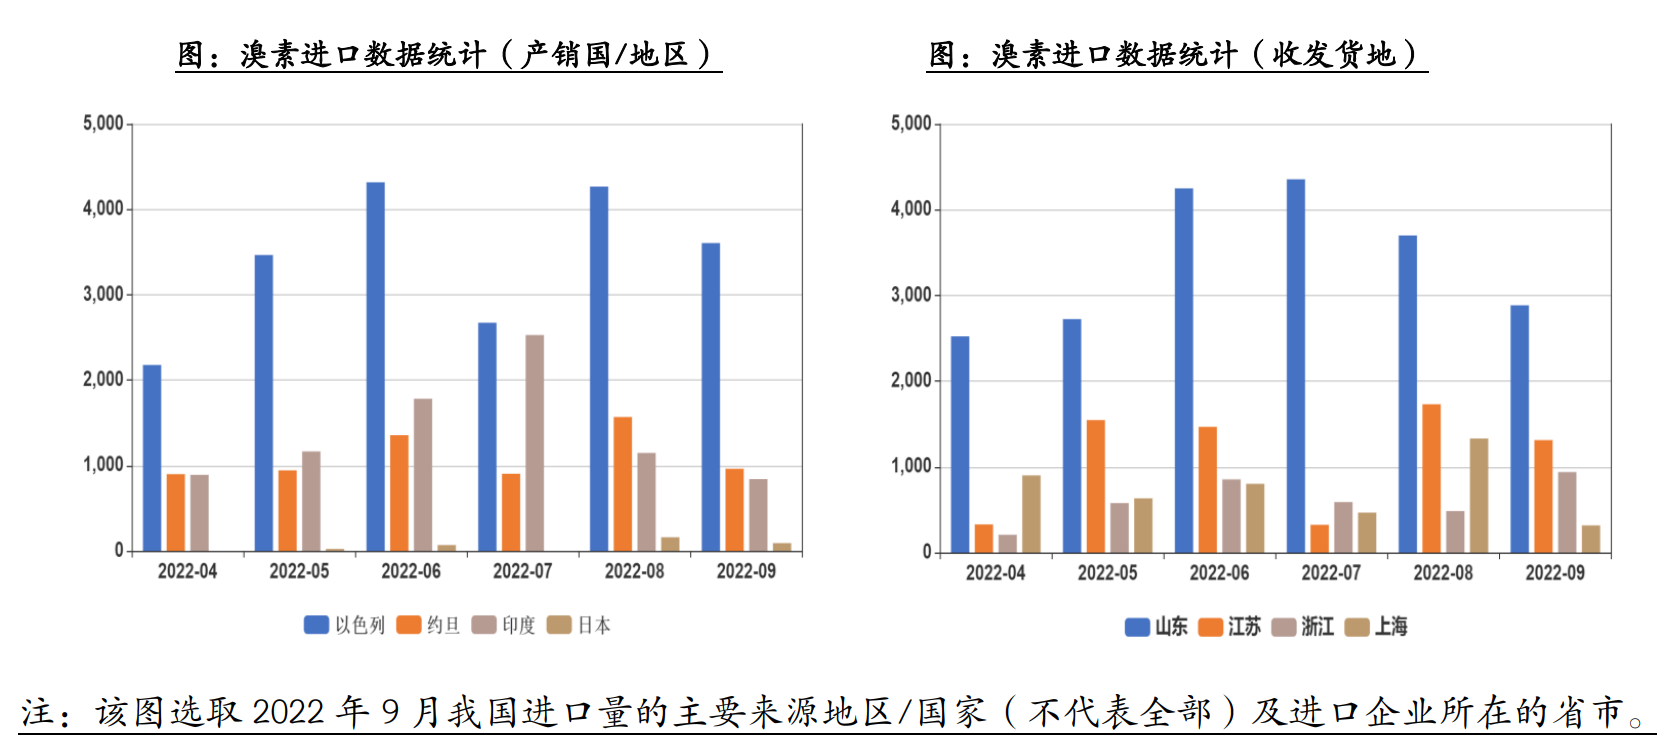 图：溴素进口数据统计（产销国/地区）
图：溴素进口数据统计（收发货地）
5,000
4,000
3,000
2,000
1,000
0
2022-04 2022-05 2022-06 2022-07 2022-08 2022-09
以色列 约旦 印度 日本
5,000
4,000
3,000
2,000
1,000
0
2022-04 2022-05 2022-06 2022-07 2022-08 2022-09
山东 江苏 浙江 上海
注：该图选取 2022 年 9 月我国进口量的主要来源地区/国家（不代表全部）及进口企业所在的省市。